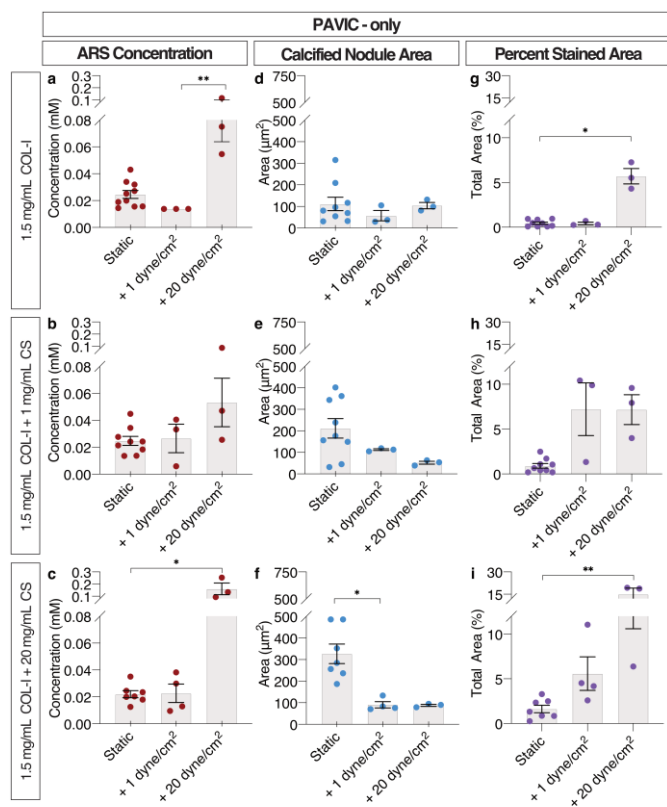 PAVIC - only
ARS Concentration
Calcified Nodule Area
Percent Stained Area
1.5 mg/mL COL-I
a
Concentration (mM)
0.3
0.2
0.1
0.08
0.06
0.04
0.02
0.00
**
Static
+ 1 dyne/cm²
+ 20 dyne/cm²
d
Area (µm²)
750
500
500
400
300
200
100
0
Static
+ 1 dyne/cm²
+ 20 dyne/cm²
g
Total Area (%)
30
15
10
5
0
*
Static
+ 1 dyne/cm²
+ 20 dyne/cm²
1.5 mg/mL COL-I + 1 mg/mL CS
b
Concentration (mM)
0.3
0.2
0.1
0.08
0.06
0.04
0.02
0.00
Static
+ 1 dyne/cm²
+ 20 dyne/cm²
e
Area (µm²)
750
500
500
400
300
200
100
0
Static
+ 1 dyne/cm²
+ 20 dyne/cm²
h
Total Area (%)
30
15
10
5
0
Static
+ 1 dyne/cm²
+ 20 dyne/cm²
1.5 mg/mL COL-I + 20 mg/mL CS
c
Concentration (mM)
0.3
0.2
0.1
0.08
0.06
0.04
0.02
0.00
*
Static
+ 1 dyne/cm²
+ 20 dyne/cm²
f
Area (µm²)
750
500
500
400
300
200
100
0
*
Static
+ 1 dyne/cm²
+ 20 dyne/cm²
i
Total Area (%)
30
15
10
5
0
**
Static
+ 1 dyne/cm²
+ 20 dyne/cm²